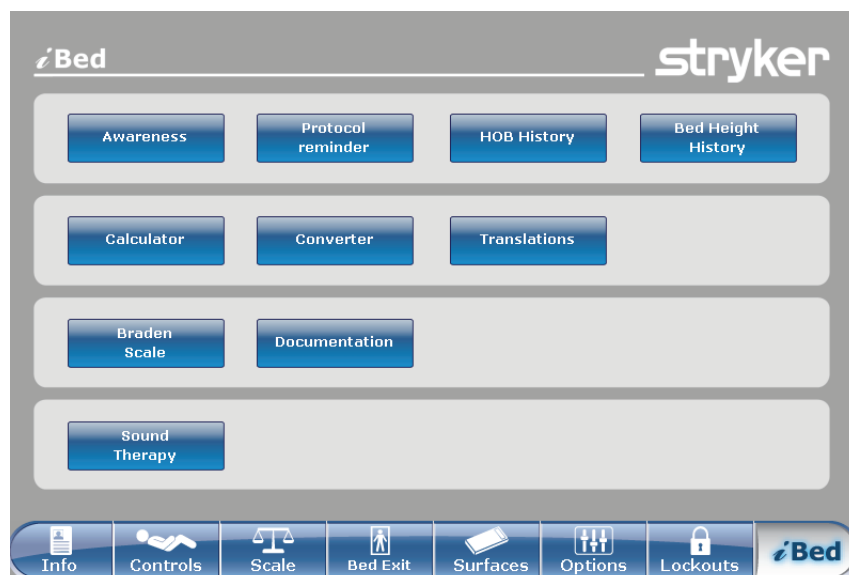 iBed
stryker
Awareness
Protocol
reminder
HOB History
Bed Height
History
Calculator
Converter
Translations
Braden
Scale
Documentation
Sound
Therapy
Info
Controls
Scale
Bed Exit
Surfaces
Options
Lockouts
iBed